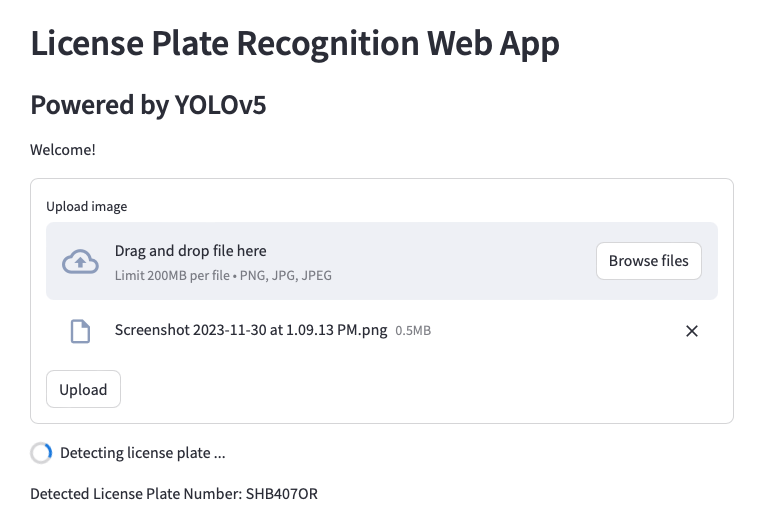 License Plate Recognition Web App
Powered by YOLOv5
Welcome!
Upload image
Drag and drop file here
Limit 200MB per file • PNG, JPG, JPEG
Browse files
Screenshot 2023-11-30 at 1.09.13 PM.png 0.5MB
Upload
Detecting license plate ...
Detected License Plate Number: SHB407OR